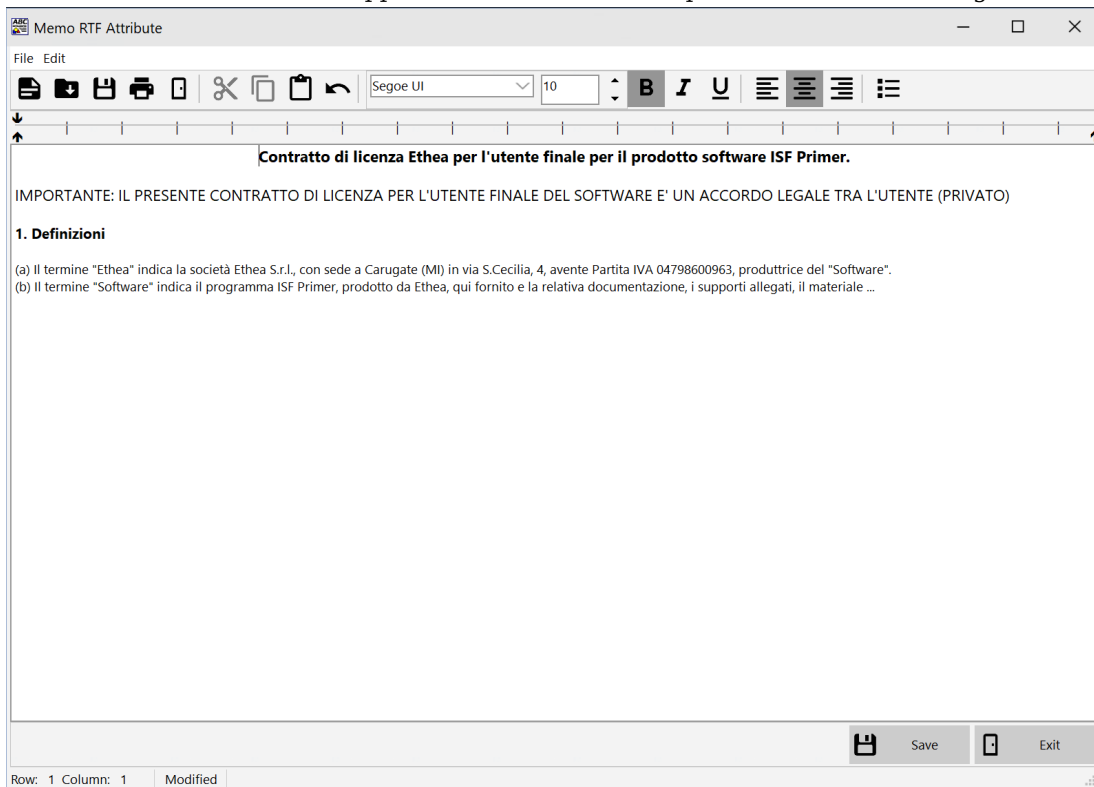 Memo RTF Attribute
File Edit
Segoe UI 10 B I U
Contratto di licenza Ethea per l'utente finale per il prodotto software ISF Primer.
IMPORTANTE: IL PRESENTE CONTRATTO DI LICENZA PER L'UTENTE FINALE DEL SOFTWARE E' UN ACCORDO LEGALE TRA L'UTENTE (PRIVATO)
1. Definizioni
(a) Il termine "Ethea" indica la società Ethea S.r.l., con sede a Carugate (MI) in via S.Cecilia, 4, avente Partita IVA 04798600963, produttrice del "Software".
(b) Il termine "Software" indica il programma ISF Primer, prodotto da Ethea, qui fornito e la relativa documentazione, i supporti allegati, il materiale ...
Save Exit
Row: 1 Column: 1 Modified